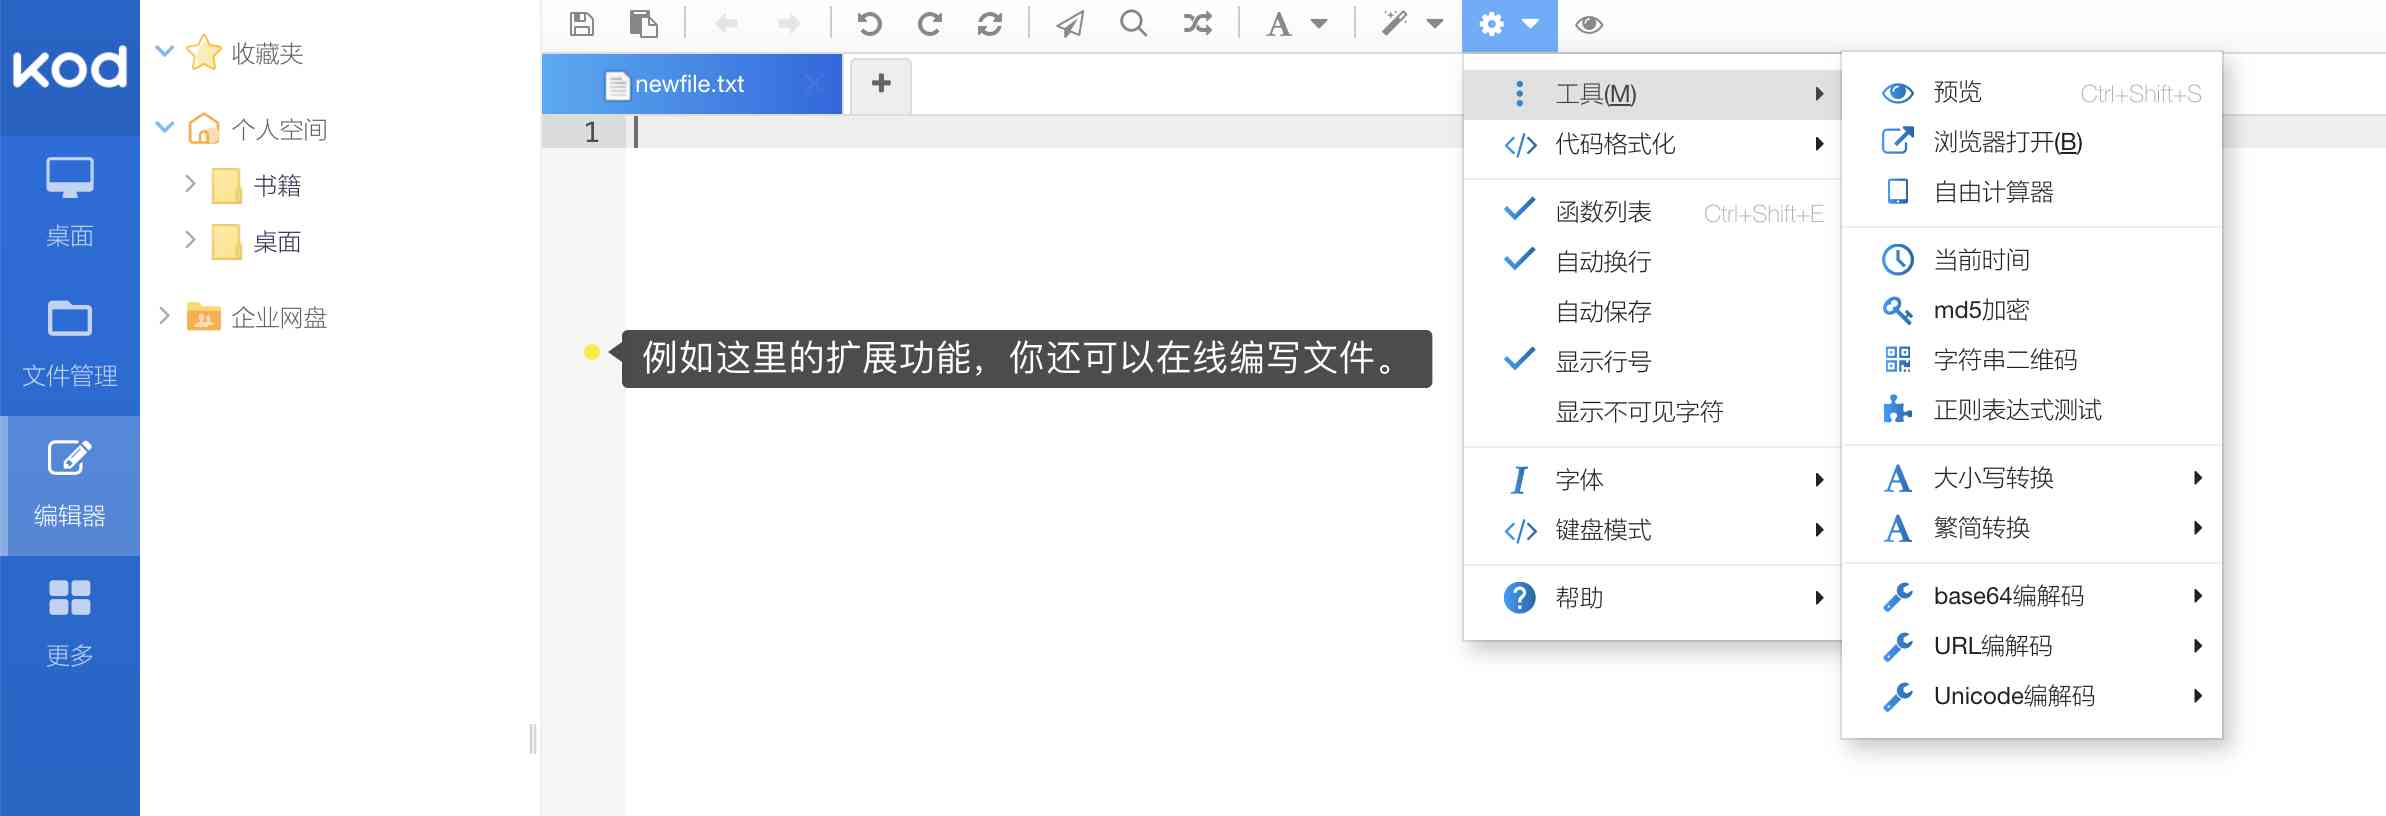 kod
桌面
文件管理
编辑器
更多
收藏夹
个人空间
书籍
桌面
企业网盘
newfile.txt
1
例如这里的扩展功能，你还可以在线编写文件。
工具(M)
代码格式化
函数列表 Ctrl+Shift+E
自动换行
自动保存
显示行号
显示不可见字符
字体
键盘模式
帮助
预览 Ctrl+Shift+S
浏览器打开(B)
自由计算器
当前时间
md5加密
字符串二维码
正则表达式测试
大小写转换
繁简转换
base64编解码
URL编解码
Unicode编解码